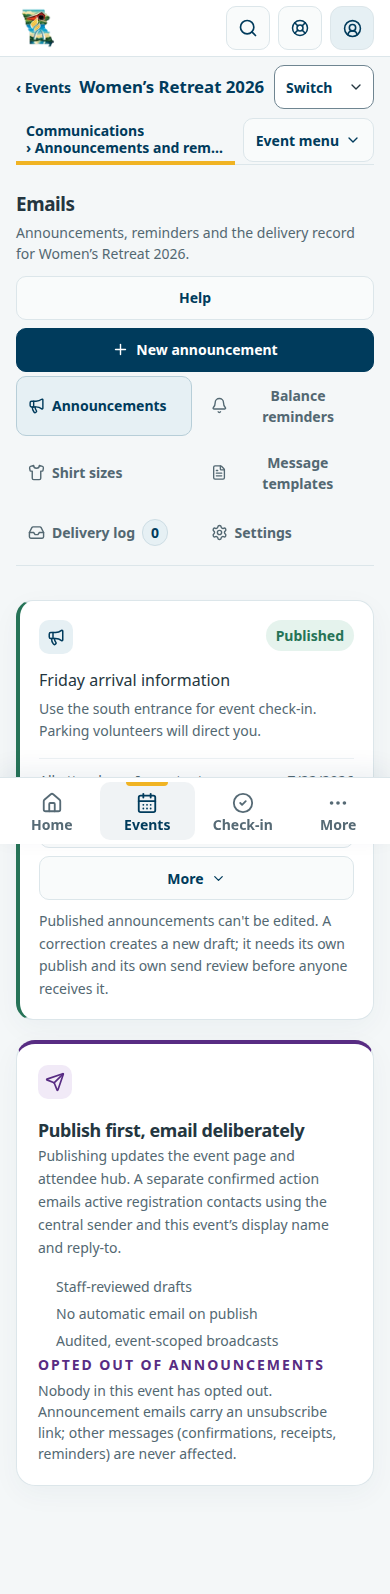 ‹ Events
Women’s Retreat 2026
Switch
Communications
› Announcements and rem...
Event menu
Emails
Announcements, reminders and the delivery record
for Women’s Retreat 2026.
Help
New announcement
Announcements
Balance
reminders
Shirt sizes
Message
templates
Delivery log 0
Settings
Published
Friday arrival information
Use the south entrance for event check-in.
Parking volunteers will direct you.
Home
Events
Check-in
More
More
Published announcements can't be edited. A
correction creates a new draft; it needs its own
publish and its own send review before anyone
receives it.
Publish first, email deliberately
Publishing updates the event page and
attendee hub. A separate confirmed action
emails active registration contacts using the
central sender and this event’s display name
and reply-to.
Staff-reviewed drafts
No automatic email on publish
Audited, event-scoped broadcasts
OPTED OUT OF ANNOUNCEMENTS
Nobody in this event has opted out.
Announcement emails carry an unsubscribe
link; other messages (confirmations, receipts,
reminders) are never affected.